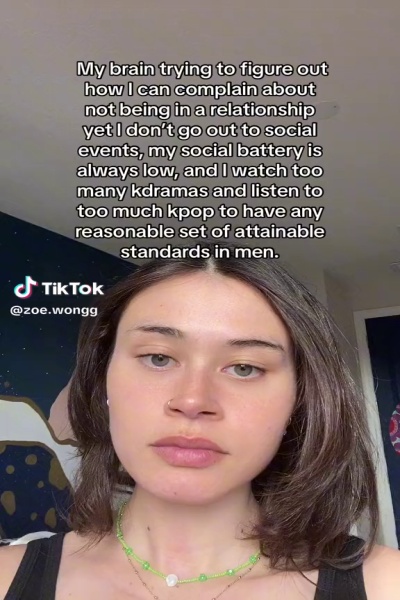 My brain trying to figure out
how I can complain about
not being in a relationship
yet I don't go out to social
events, my social battery is
always low, and I watch too
many kdramas and listen to
too much kpop to have any
reasonable set of attainable
standards in men.
TikTok
@zoe.wongg